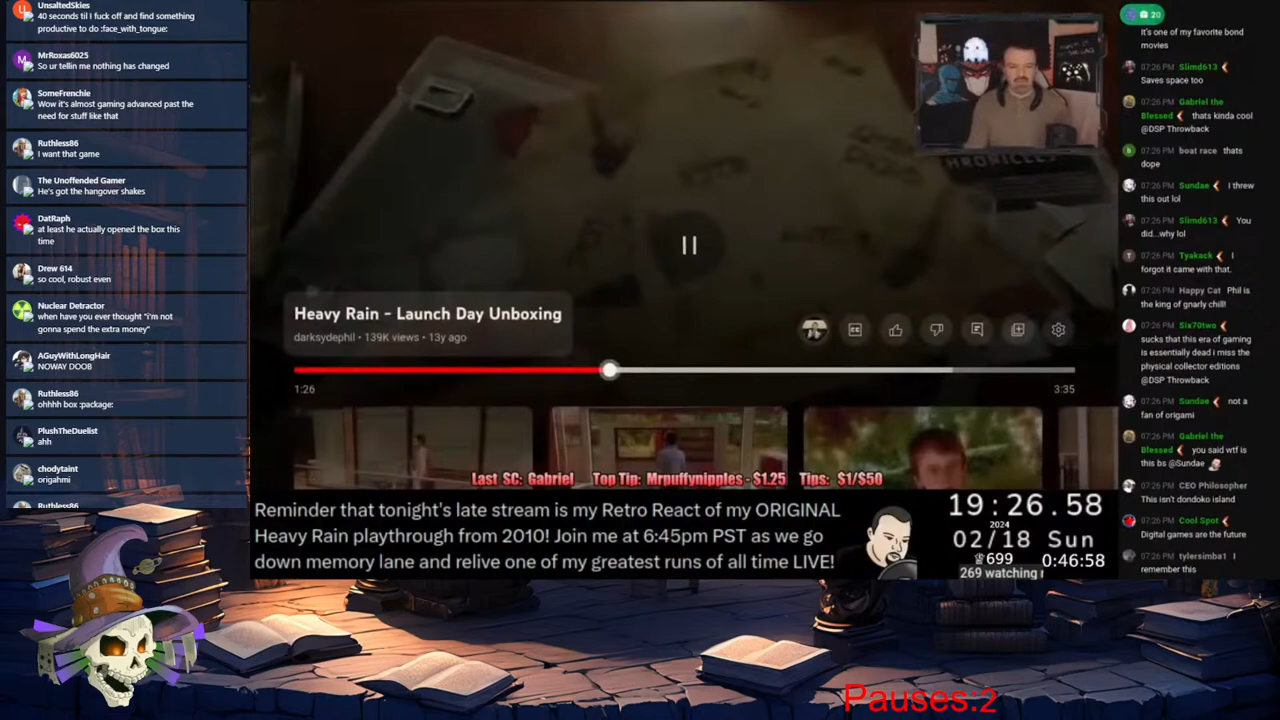 UnsaltedSkies
40 seconds til I fuck off and find something
productive to do :face_with_tongue:
MrRoxas6025
So ur tellin me nothing has changed
SomeFrenchie
Wow it's almost gaming advanced past the
need for stuff like that
Ruthless86
I want that game
The Unoffended Gamer
He's got the hangover shakes
DatRaph
at least he actually opened the box this
time
Drew 614
so cool, robust even
Nuclear Detractor
when have you ever thought "i'm not
gonna spend the extra money"
AGuyWithLongHair
NOWAY DOOB
Ruthless86
ohhhh box :package:
PlushTheDuelist
ahh
chodytaint
origahmi
Ruthless86
HRONICLES
Heavy Rain - Launch Day Unboxing
darksydephil • 139K views • 13y ago
CC
1:26
3:35
Last SC: Gabriel Top Tip: Mrpuffynipples - $1.25 Tips: $1/$50
Reminder that tonight's late stream is my Retro React of my ORIGINAL
Heavy Rain playthrough from 2010! Join me at 6:45pm PST as we go
down memory lane and relive one of my greatest runs of all time LIVE!
19:26.58
2024
02/18 Sun
699
0:46:58
269 watching
20
it's one of my favorite bond
movies
07:26 PM Slimd613
Saves space too
07:26 PM Gabriel the
Blessed thats kinda cool
@DSP Throwback
07:26 PM boat race thats
dope
07:26 PM Sundae I threw
this out lol
07:26 PM Slimd613 You
did...why lol
07:26 PM Tyakack I
forgot it came with that.
07:26 PM Happy Cat Phil is
the king of gnarly chill!
07:26 PM Six70two
sucks that this era of gaming
is essentially dead i miss the
physical collector editions
@DSP Throwback
07:26 PM Sundae not a
fan of origami
07:26 PM Gabriel the
Blessed you said wtf is
this bs @Sundae
07:26 PM CEO Philosopher
This isn't dondoko island
07:26 PM Cool Spot
Digital games are the future
07:26 PM tylersimba1 I
remember this
Pauses:2